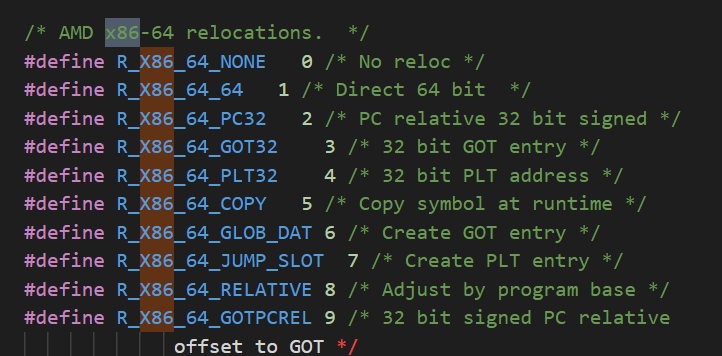 /* AMD x86-64 relocations.  */
#define R_X86_64_NONE   0 /* No reloc */
#define R_X86_64_64   1 /* Direct 64 bit  */
#define R_X86_64_PC32   2 /* PC relative 32 bit signed */
#define R_X86_64_GOT32    3 /* 32 bit GOT entry */
#define R_X86_64_PLT32    4 /* 32 bit PLT address */
#define R_X86_64_COPY   5 /* Copy symbol at runtime */
#define R_X86_64_GLOB_DAT 6 /* Create GOT entry */
#define R_X86_64_JUMP_SLOT  7 /* Create PLT entry */
#define R_X86_64_RELATIVE 8 /* Adjust by program base */
#define R_X86_64_GOTPCREL 9 /* 32 bit signed PC relative
offset to GOT */